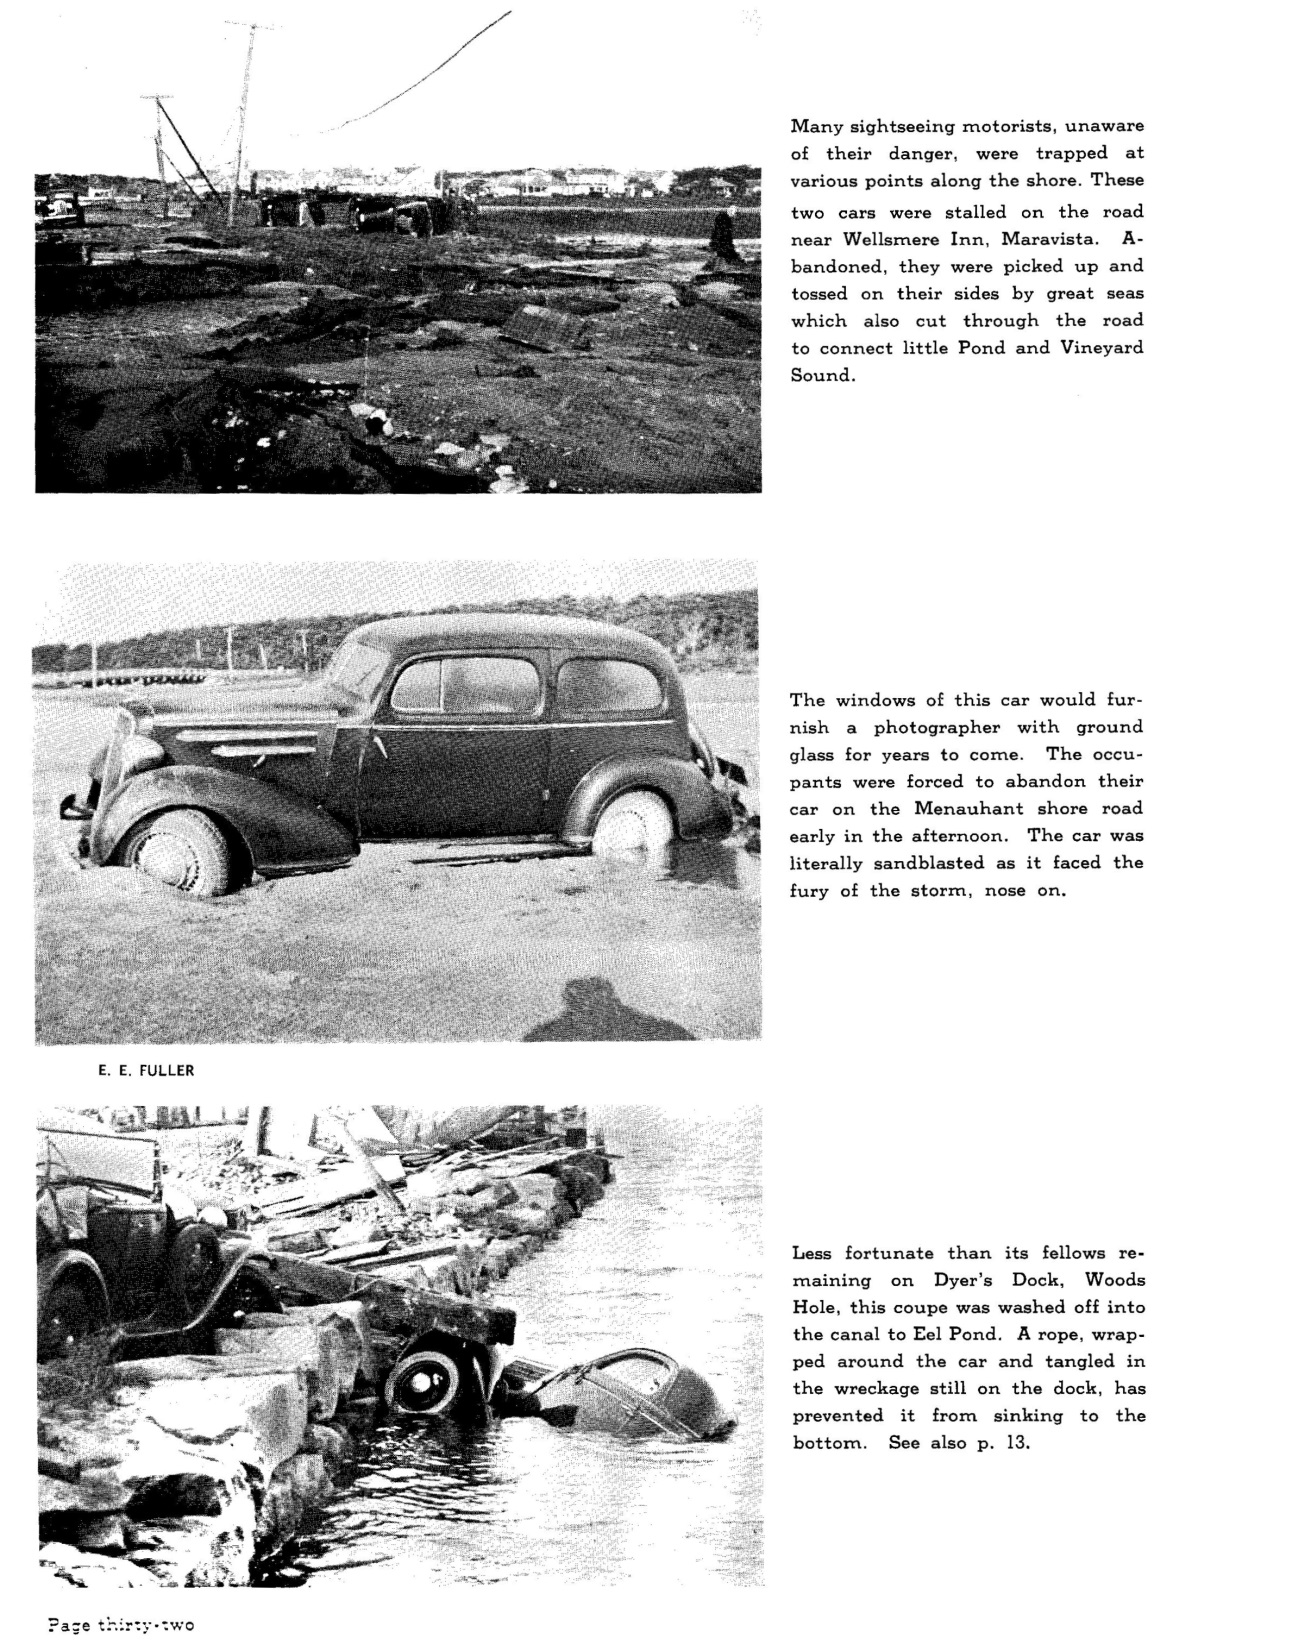 Many sightseeing motorists, unaware
of their danger, were trapped at
various points along the shore. These
two cars were stalled on the road
near Wellsmere Inn, Maravista. A-
bandoned, they were picked up and
tossed on their sides by great seas
which also cut through the road
to connect little Pond and Vineyard
Sound.
The windows of this car would fur-
nish a photographer with ground
glass for years to come. The occu-
pants were forced to abandon their
car on the Menauhant shore road
early in the afternoon. The car was
literally sandblasted as it faced the
fury of the storm, nose on.
E. E. FULLER
Less fortunate than its fellows re-
maining on Dyer's Dock, Woods
Hole, this coupe was washed off into
the canal to Eel Pond. A rope, wrap-
ped around the car and tangled in
the wreckage still on the dock, has
prevented it from sinking to the
bottom. See also p. 13.
Page thirty-two